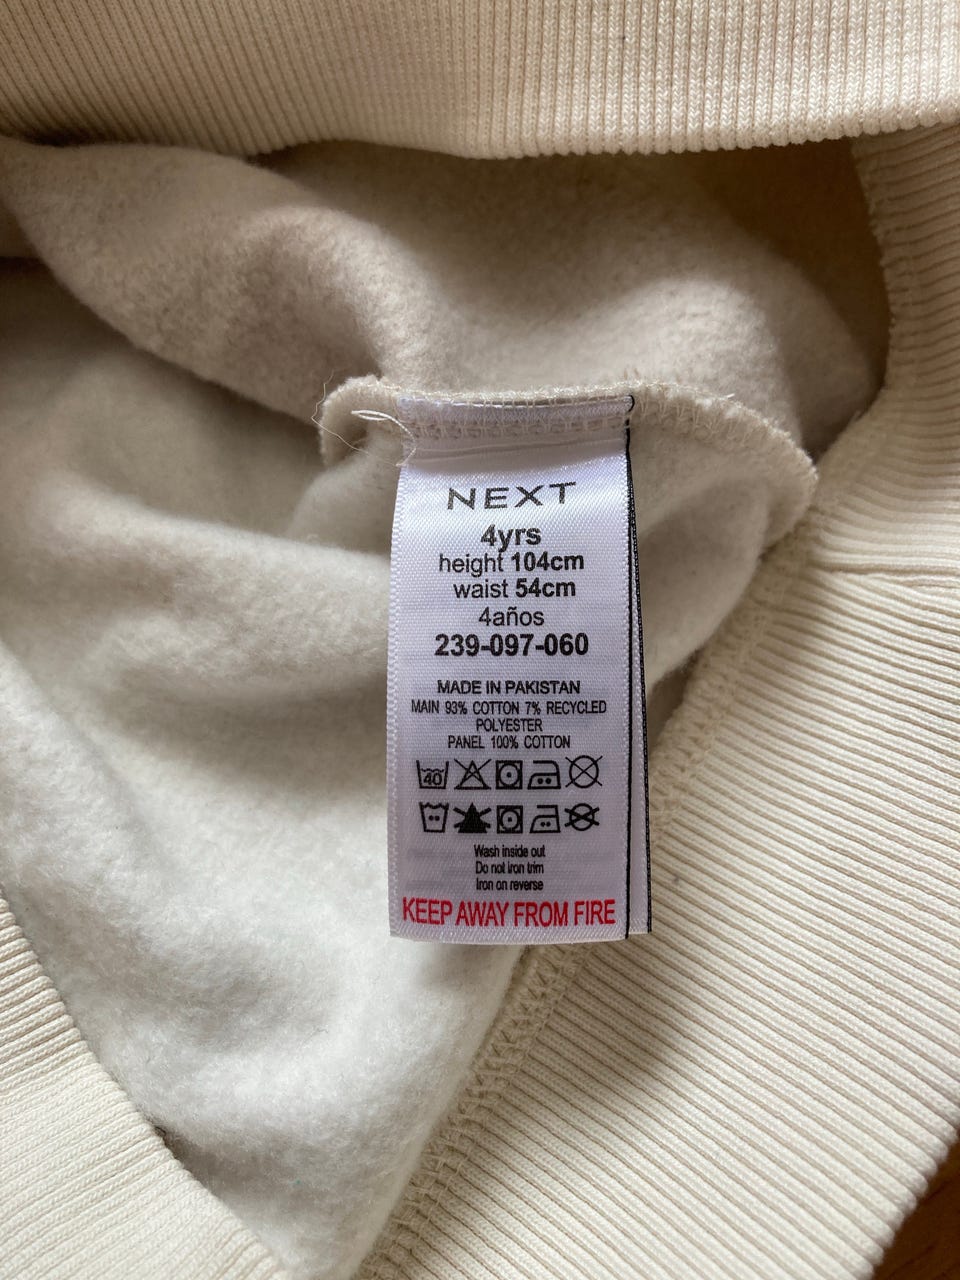 NEXT
4yrs
height 104cm
waist 54cm
4años
239-097-060
MADE IN PAKISTAN
MAIN 93% COTTON 7% RECYCLED
POLYESTER
PANEL 100% COTTON
40
Wash inside out
Do not iron trim
Iron on reverse
KEEP AWAY FROM FIRE